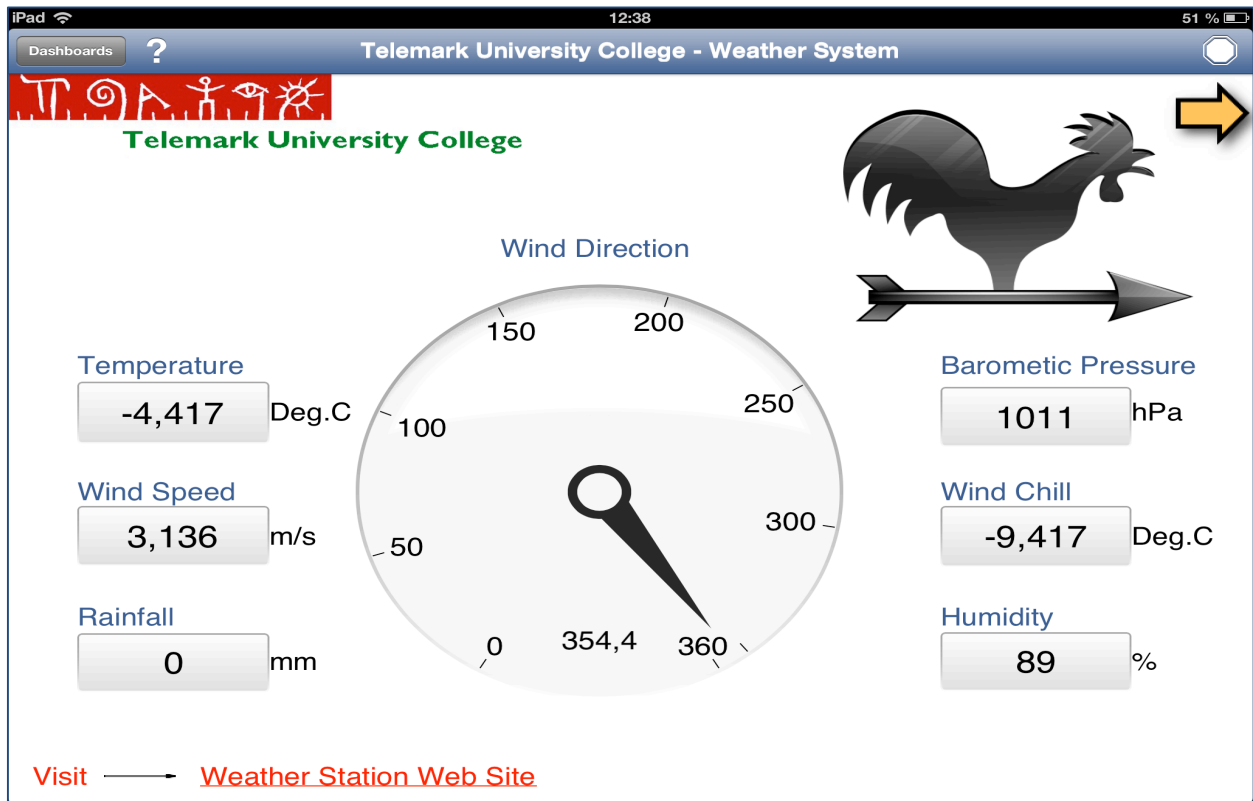 iPad 12:38 51 %
Dashboards ? Telemark University College - Weather System
Telemark University College
Wind Direction
150
200
250
100
300
50
0
354,4
360
Temperature
-4,417 Deg.C
Wind Speed
3,136 m/s
Rainfall
0 mm
Barometic Pressure
1011 hPa
Wind Chill
-9,417 Deg.C
Humidity
89 %
Visit Weather Station Web Site